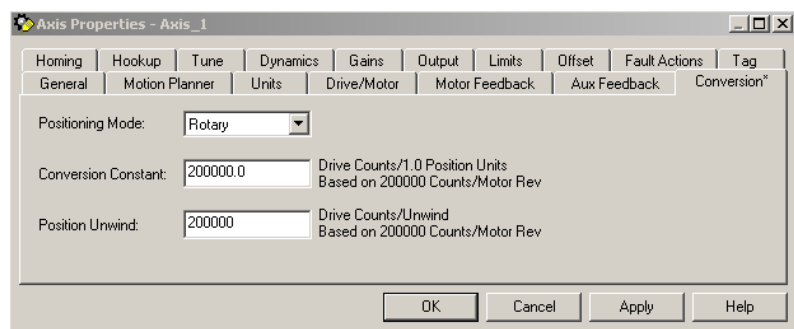 Axis Properties - Axis_1
Homing Hookup Tune Dynamics Gains Output Limits Offset Fault Actions Tag
General Motion Planner Units Drive/Motor Motor Feedback Aux Feedback Conversion*
Positioning Mode: Rotary
Conversion Constant: 200000.0 Drive Counts/1.0 Position Units
Based on 200000 Counts/Motor Rev
Position Unwind: 200000 Drive Counts/Unwind
Based on 200000 Counts/Motor Rev
OK Cancel Apply Help